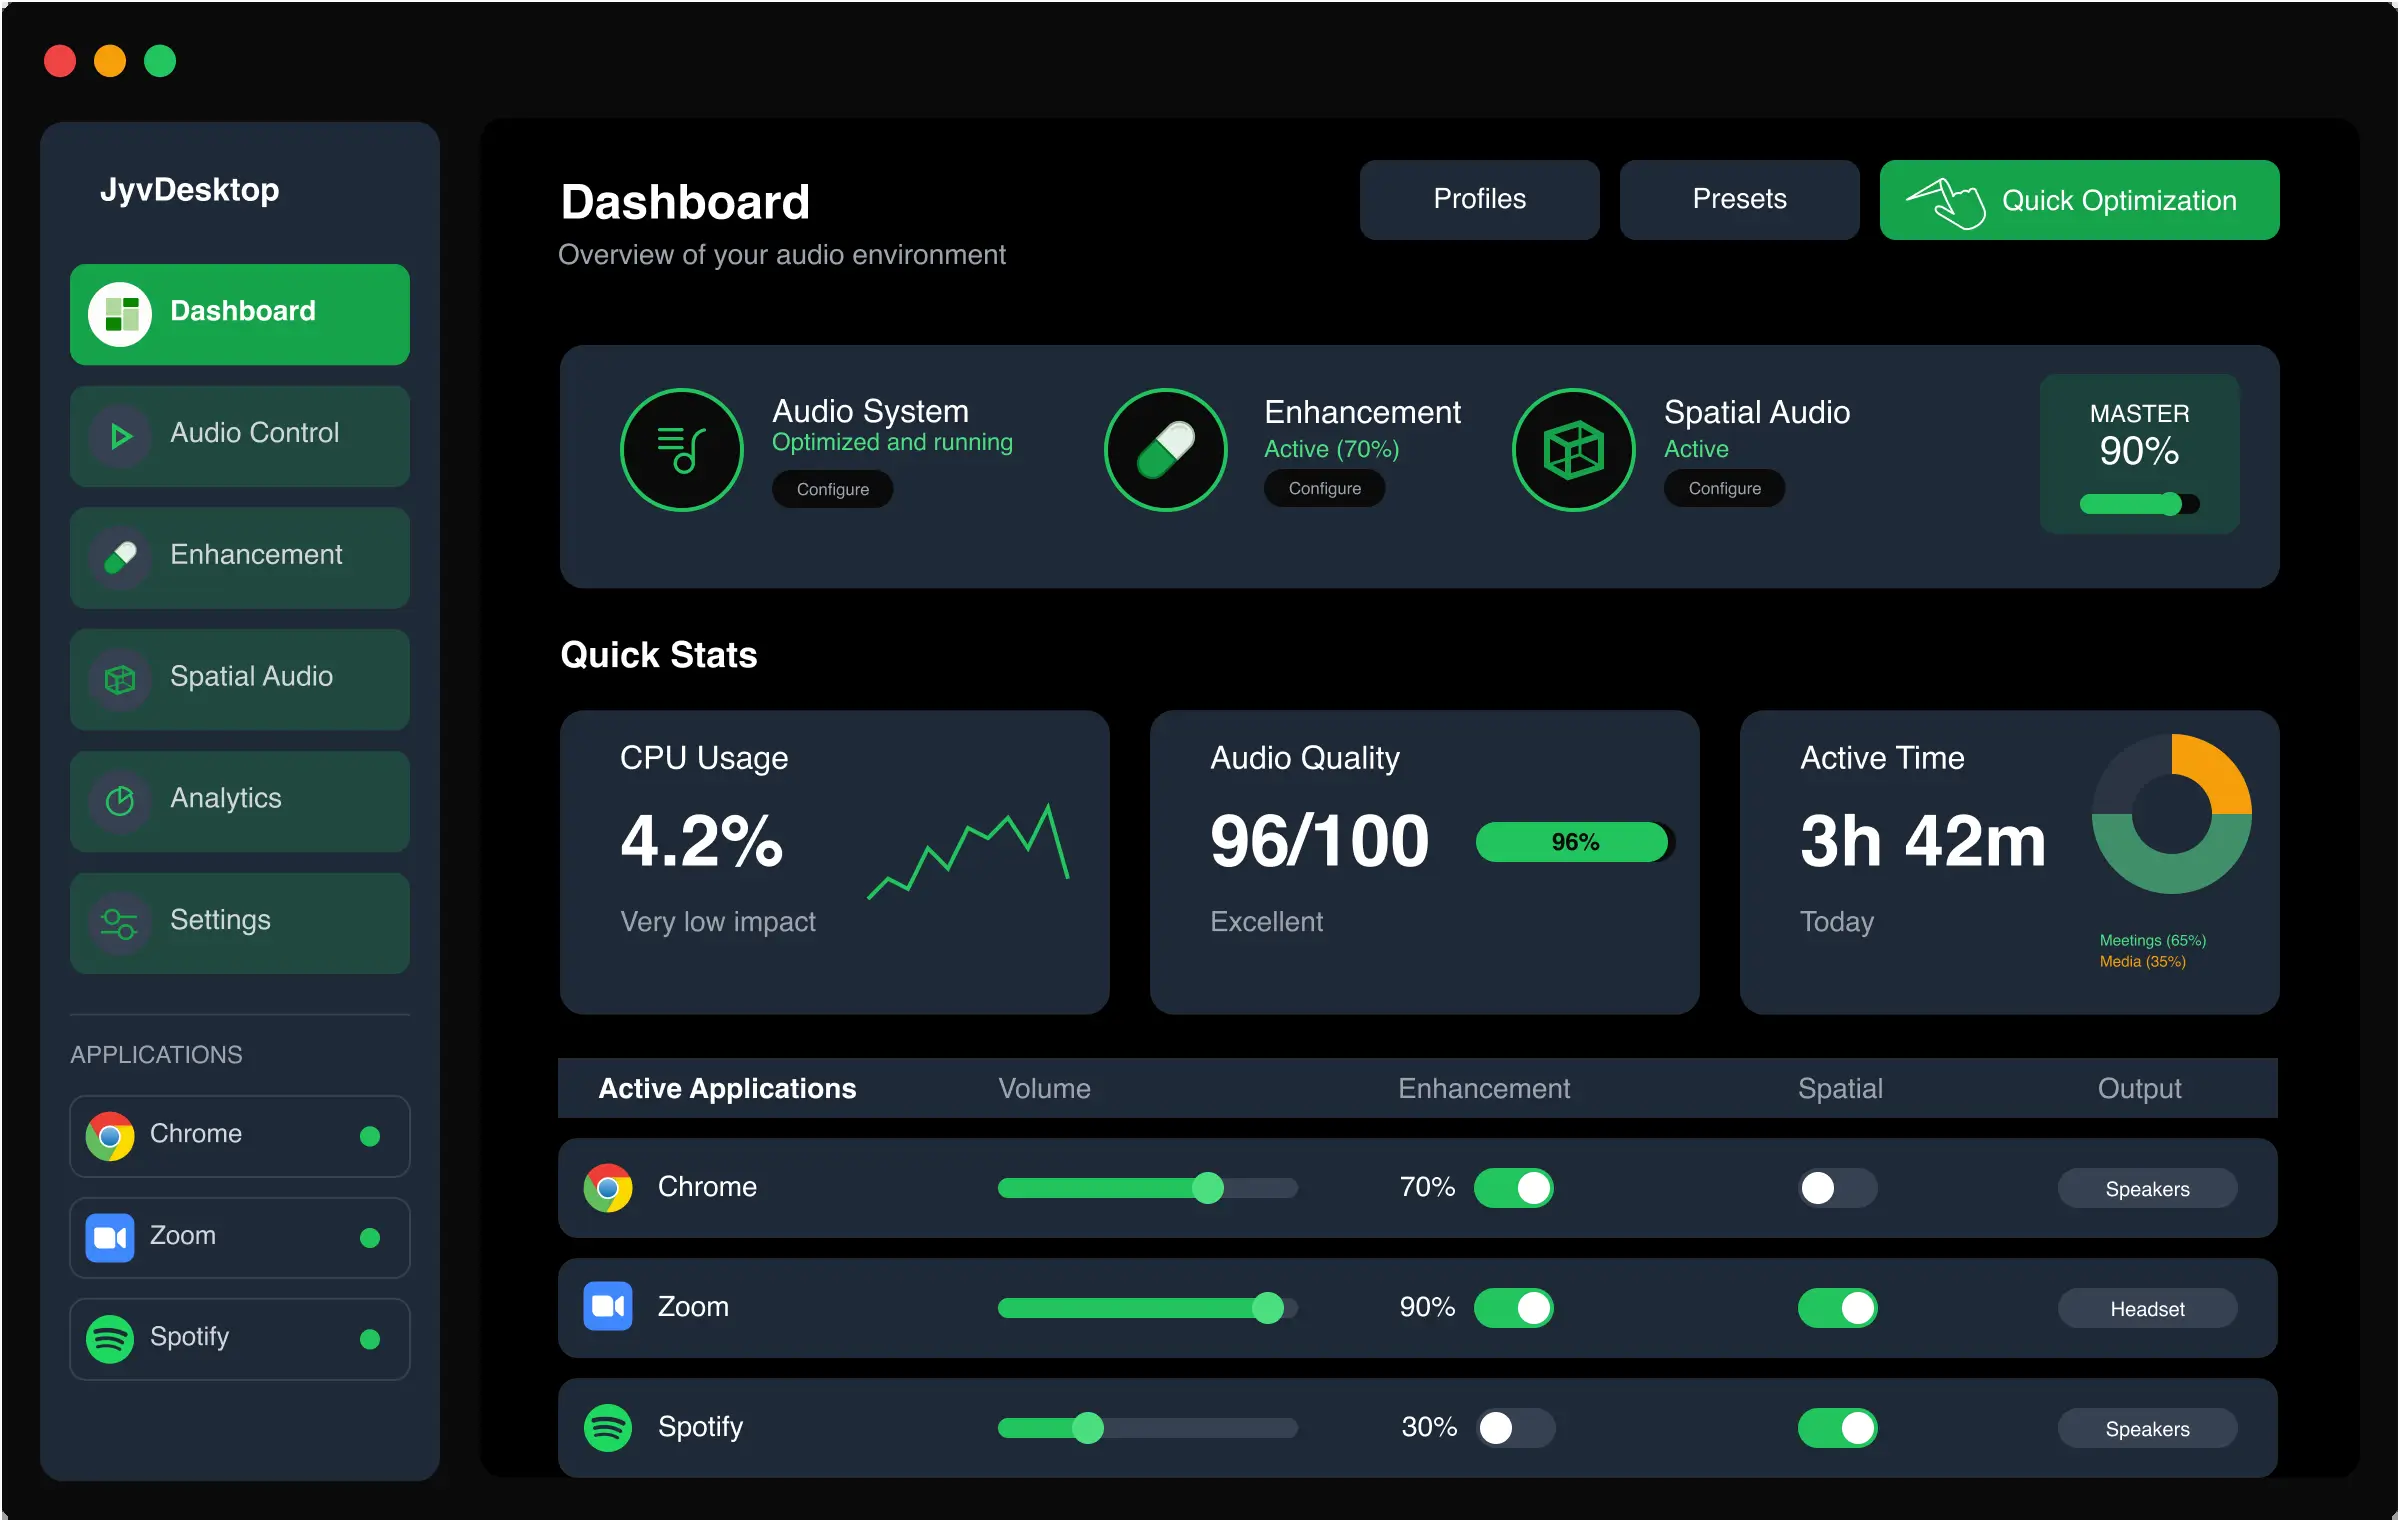 JyvDesktop
Dashboard
Audio Control
Enhancement
Spatial Audio
Analytics
Settings
APPLICATIONS
Chrome
Zoom
Spotify
Dashboard
Overview of your audio environment
Profiles
Presets
Quick Optimization
Audio System
Optimized and running
Configure
Enhancement
Active (70%)
Configure
Spatial Audio
Active
Configure
MASTER
90%
Quick Stats
CPU Usage
4.2%
Very low impact
Audio Quality
96/100
96%
Excellent
Active Time
3h 42m
Today
Meetings (65%)
Media (35%)
Active Applications Volume Enhancement Spatial Output
Chrome 70% Speakers
Zoom 90% Headset
Spotify 30% Speakers